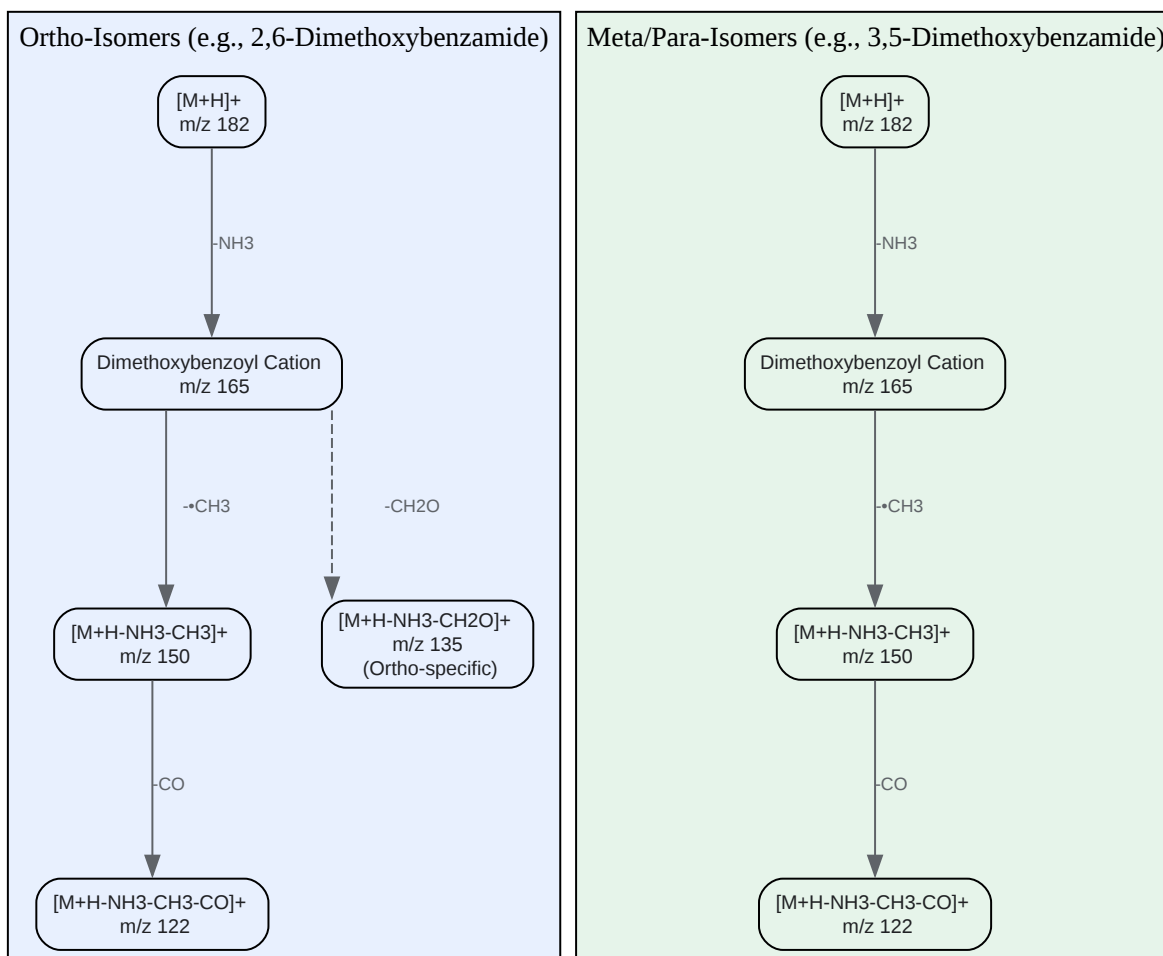 Ortho-Isomers (e.g., 2,6-Dimethoxybenzamide)
[M+H]+
m/z 182
-NH3
Dimethoxybenzoyl Cation
m/z 165
-•CH3
-CH2O
[M+H-NH3-CH3]+
m/z 150
[M+H-NH3-CH2O]+
m/z 135
(Ortho-specific)
-CO
[M+H-NH3-CH3-CO]+
m/z 122
Meta/Para-Isomers (e.g., 3,5-Dimethoxybenzamide)
[M+H]+
m/z 182
-NH3
Dimethoxybenzoyl Cation
m/z 165
-•CH3
[M+H-NH3-CH3]+
m/z 150
-CO
[M+H-NH3-CH3-CO]+
m/z 122